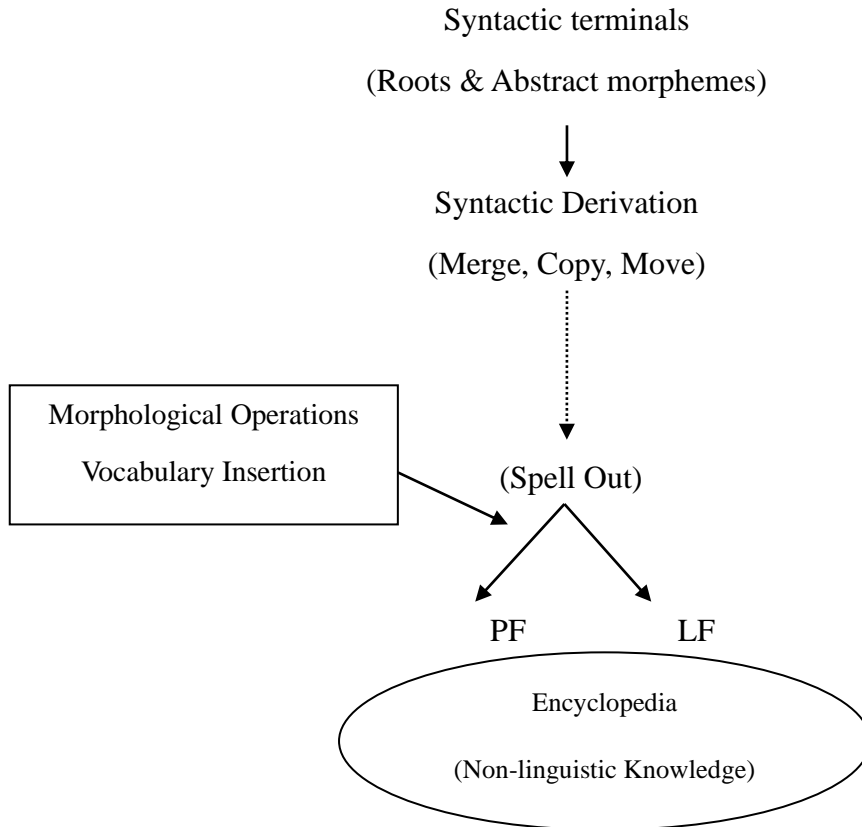 Syntactic terminals
(Roots & Abstract morphemes)
Syntactic Derivation
(Merge, Copy, Move)
Morphological Operations
Vocabulary Insertion
(Spell Out)
PF
LF
Encyclopedia
(Non-linguistic Knowledge)